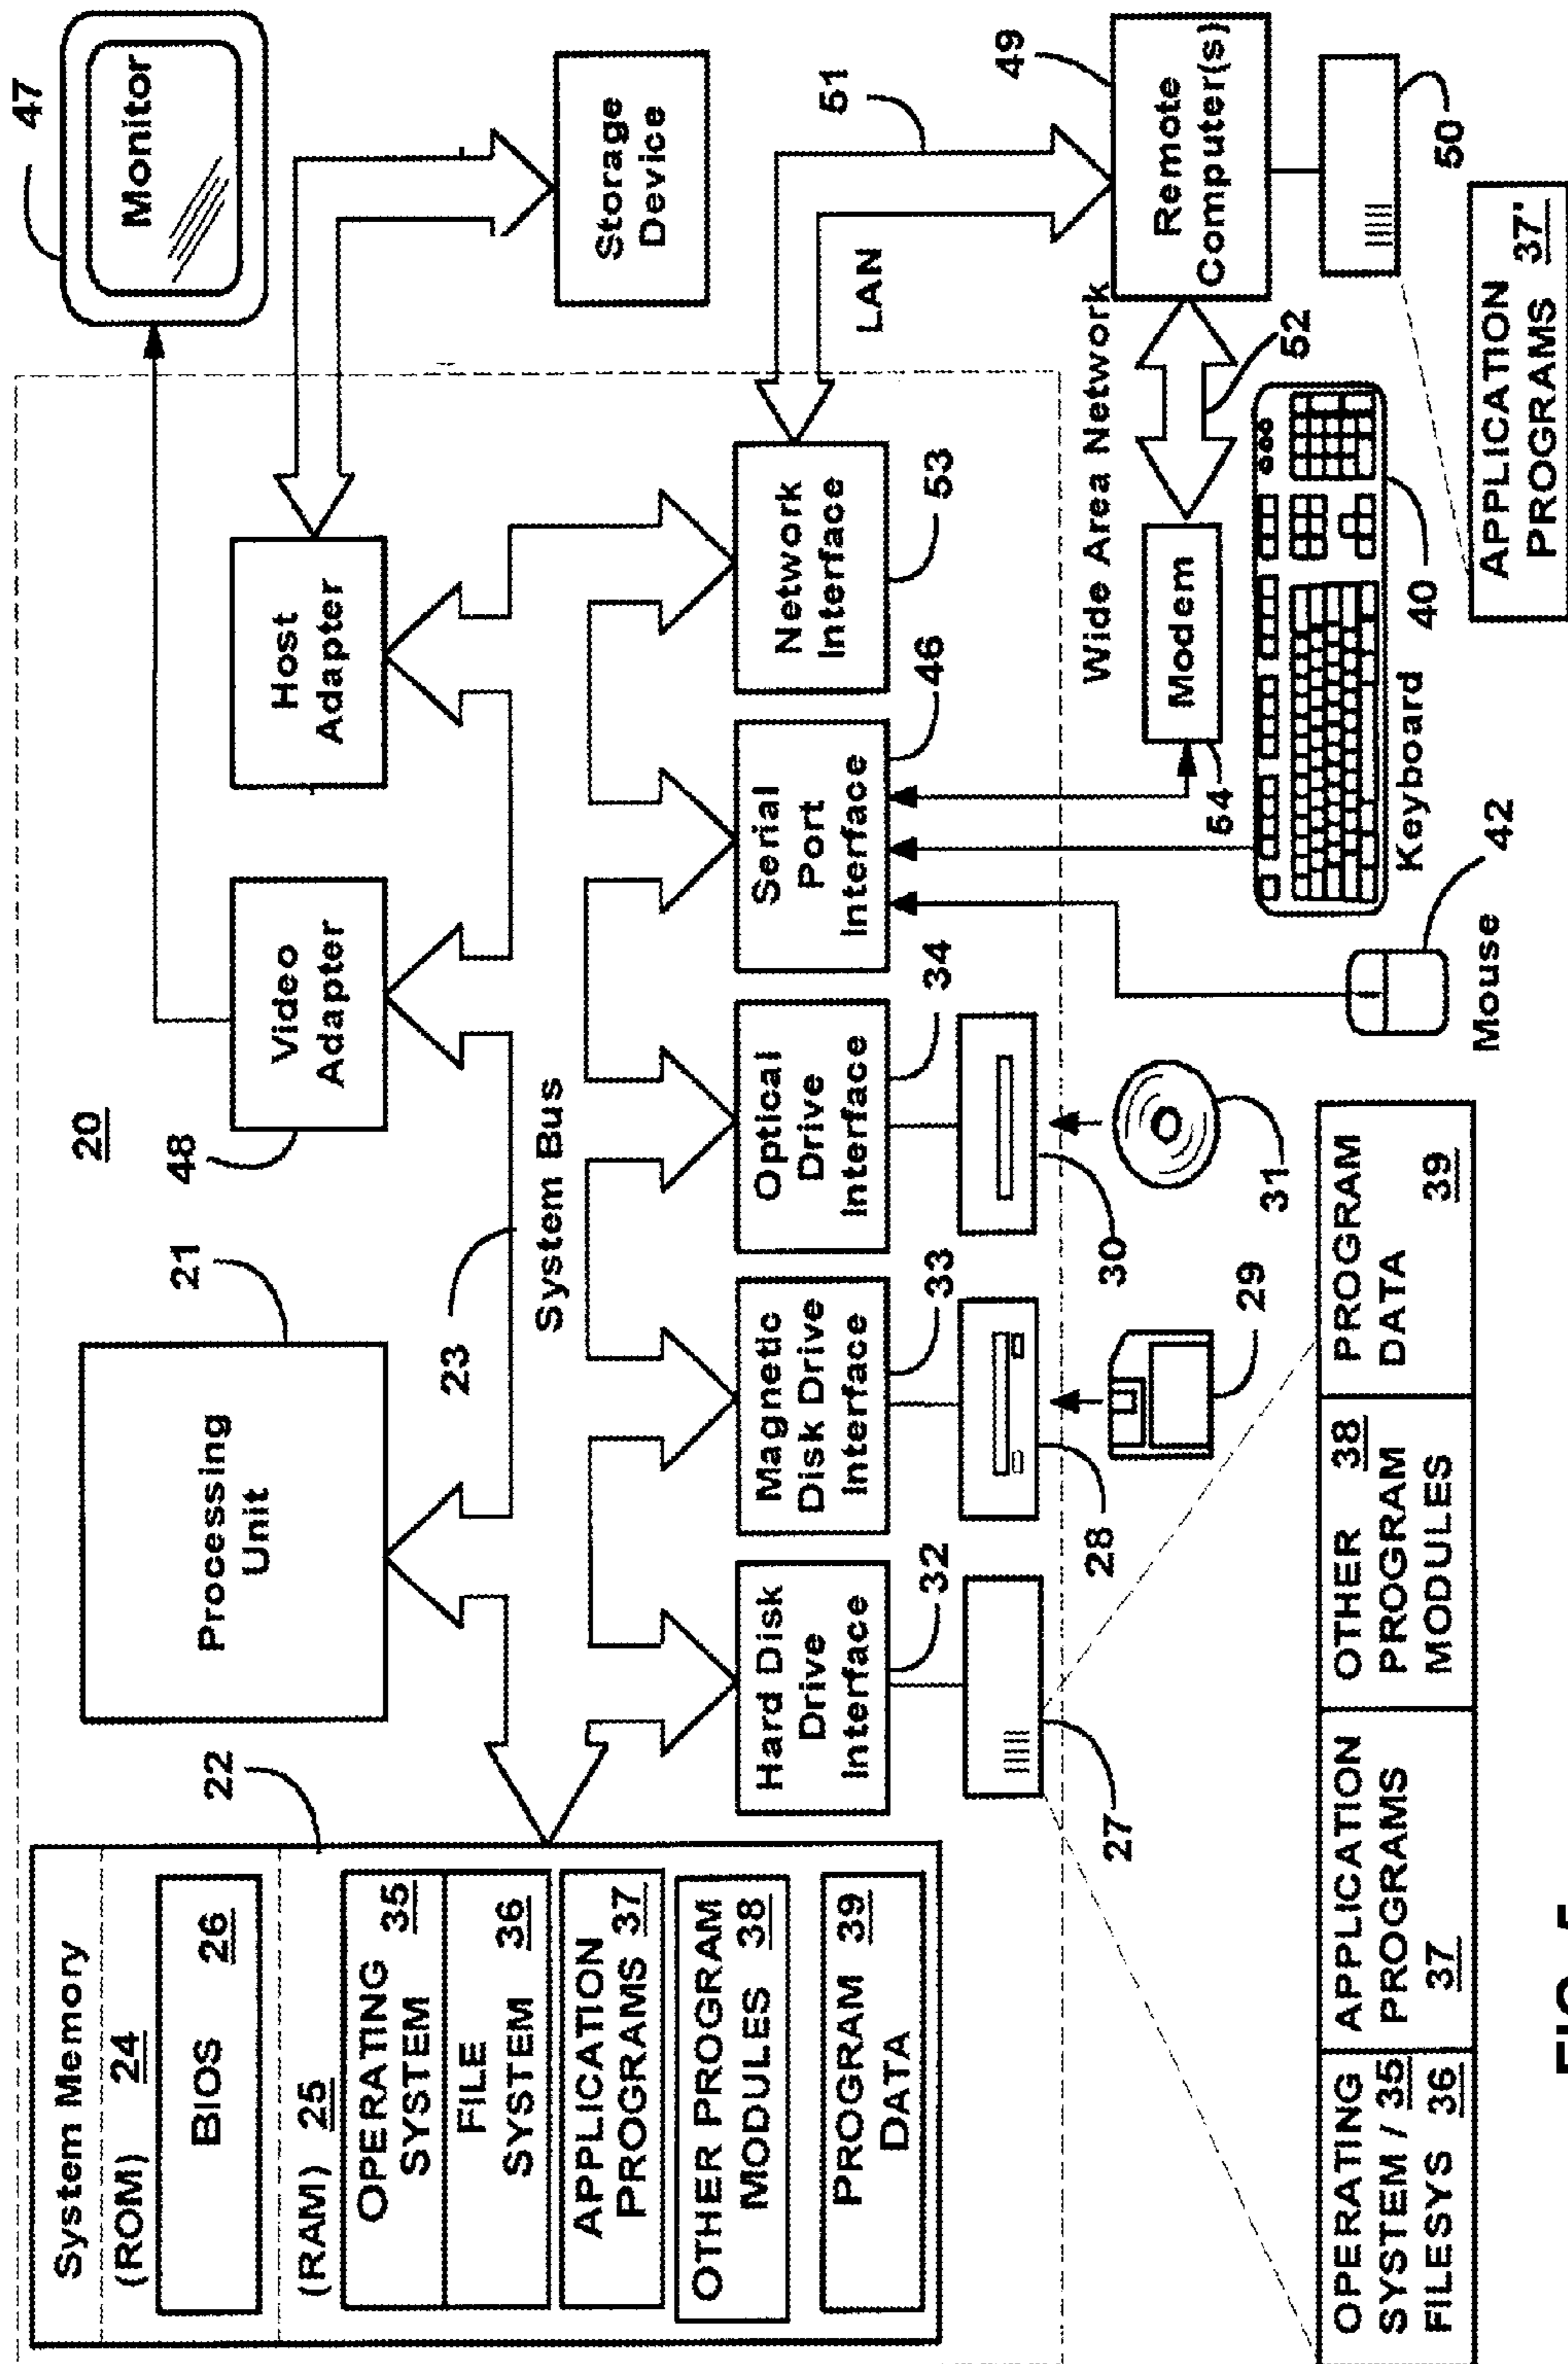 System Memory
(ROM) 24
BIOS 26
(RAM) 25
OPERATING
SYSTEM 35
FILE
SYSTEM 36
APPLICATION
PROGRAMS 37
OTHER PROGRAM
MODULES 38
PROGRAM 39
DATA
22
Processing
Unit
21
20
48
Video
Adapter
Host
Adapter
47
Monitor
Storage
Device
23
System Bus
Hard Disk
Drive
Interface
32
Magnetic
Disk Drive
Interface
33
Optical
Drive
Interface
34
Serial
Port
Interface
46
Network
Interface
53
LAN
51
49
Remote
Computer(s)
Wide Area Network
52
Modem
54
27
28
29
30
31
Mouse
42
Keyboard
40
50
APPLICATION
PROGRAMS 37'
OPERATING
SYSTEM / 35
FILESYS 36
APPLICATION
PROGRAMS
37
OTHER 38
PROGRAM
MODULES
PROGRAM
DATA
39